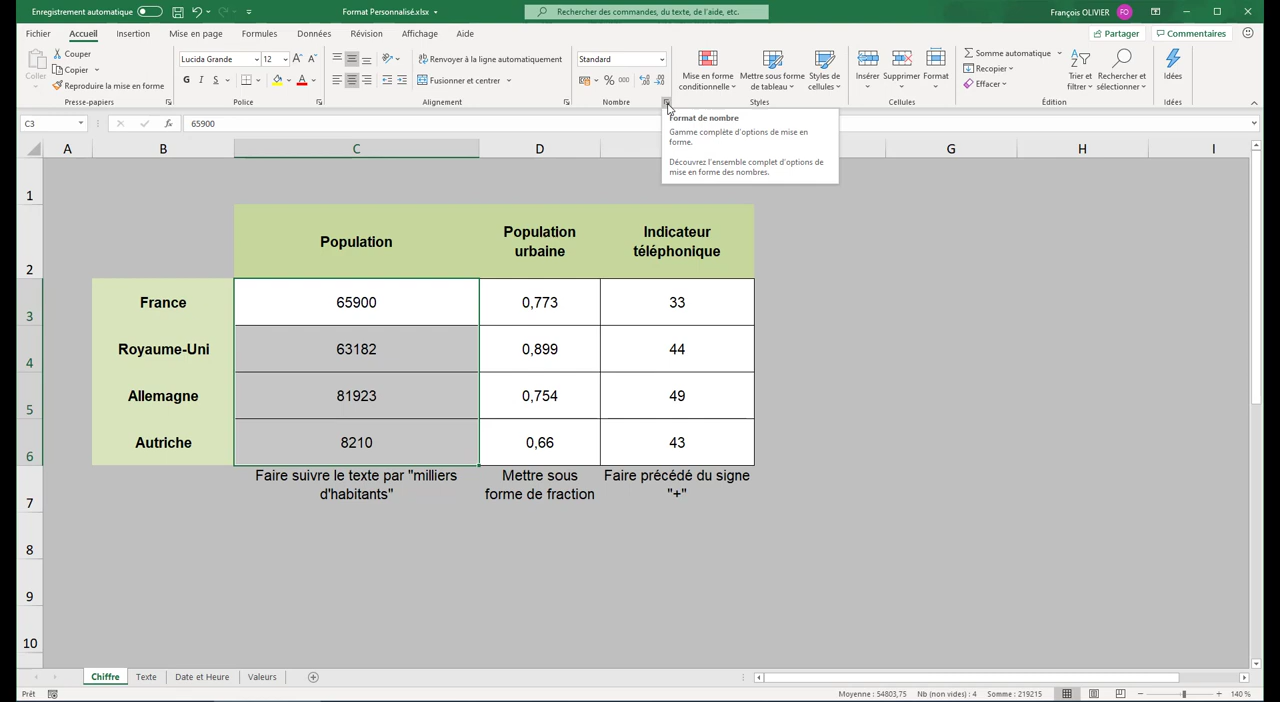 Enregistrement automatique
Format Personnalisé.xlsx
Rechercher des commandes, du texte, de l'aide, etc.
François OLIVIER FO
Fichier Accueil Insertion Mise en page Formules Données Révision Affichage Aide
Partager Commentaires
Coller
Couper
Copier
Reproduire la mise en forme
Presse-papiers
Lucida Grande 12
G I S
Police
Renvoyer à la ligne automatiquement
Fusionner et centrer
Alignement
Standard
% 000
Nombre
Mise en forme
conditionnelle
Mettre sous forme
de tableau
Styles de
cellules
Styles
Insérer Supprimer Format
Cellules
Somme automatique
Recopier
Effacer
Trier et
filtrer
Rechercher et
sélectionner
Édition
Idées
Idées
C3 fx 65900
Format de nombre
Gamme complète d'options de mise en
forme.
Découvrez l'ensemble complet d'options de
mise en forme des nombres.
A B C D G H I
1
Population
Population
urbaine
Indicateur
téléphonique
2
France 65900 0,773 33
3
Royaume-Uni 63182 0,899 44
4
Allemagne 81923 0,754 49
5
Autriche 8210 0,66 43
6
Faire suivre le texte par "milliers
d'habitants"
Mettre sous
forme de fraction
Faire précédé du signe
"+"
7
8
9
10
Chiffre Texte Date et Heure Valeurs
Prêt
Moyenne : 54803,75 Nb (non vides) : 4 Somme : 219215
140 %